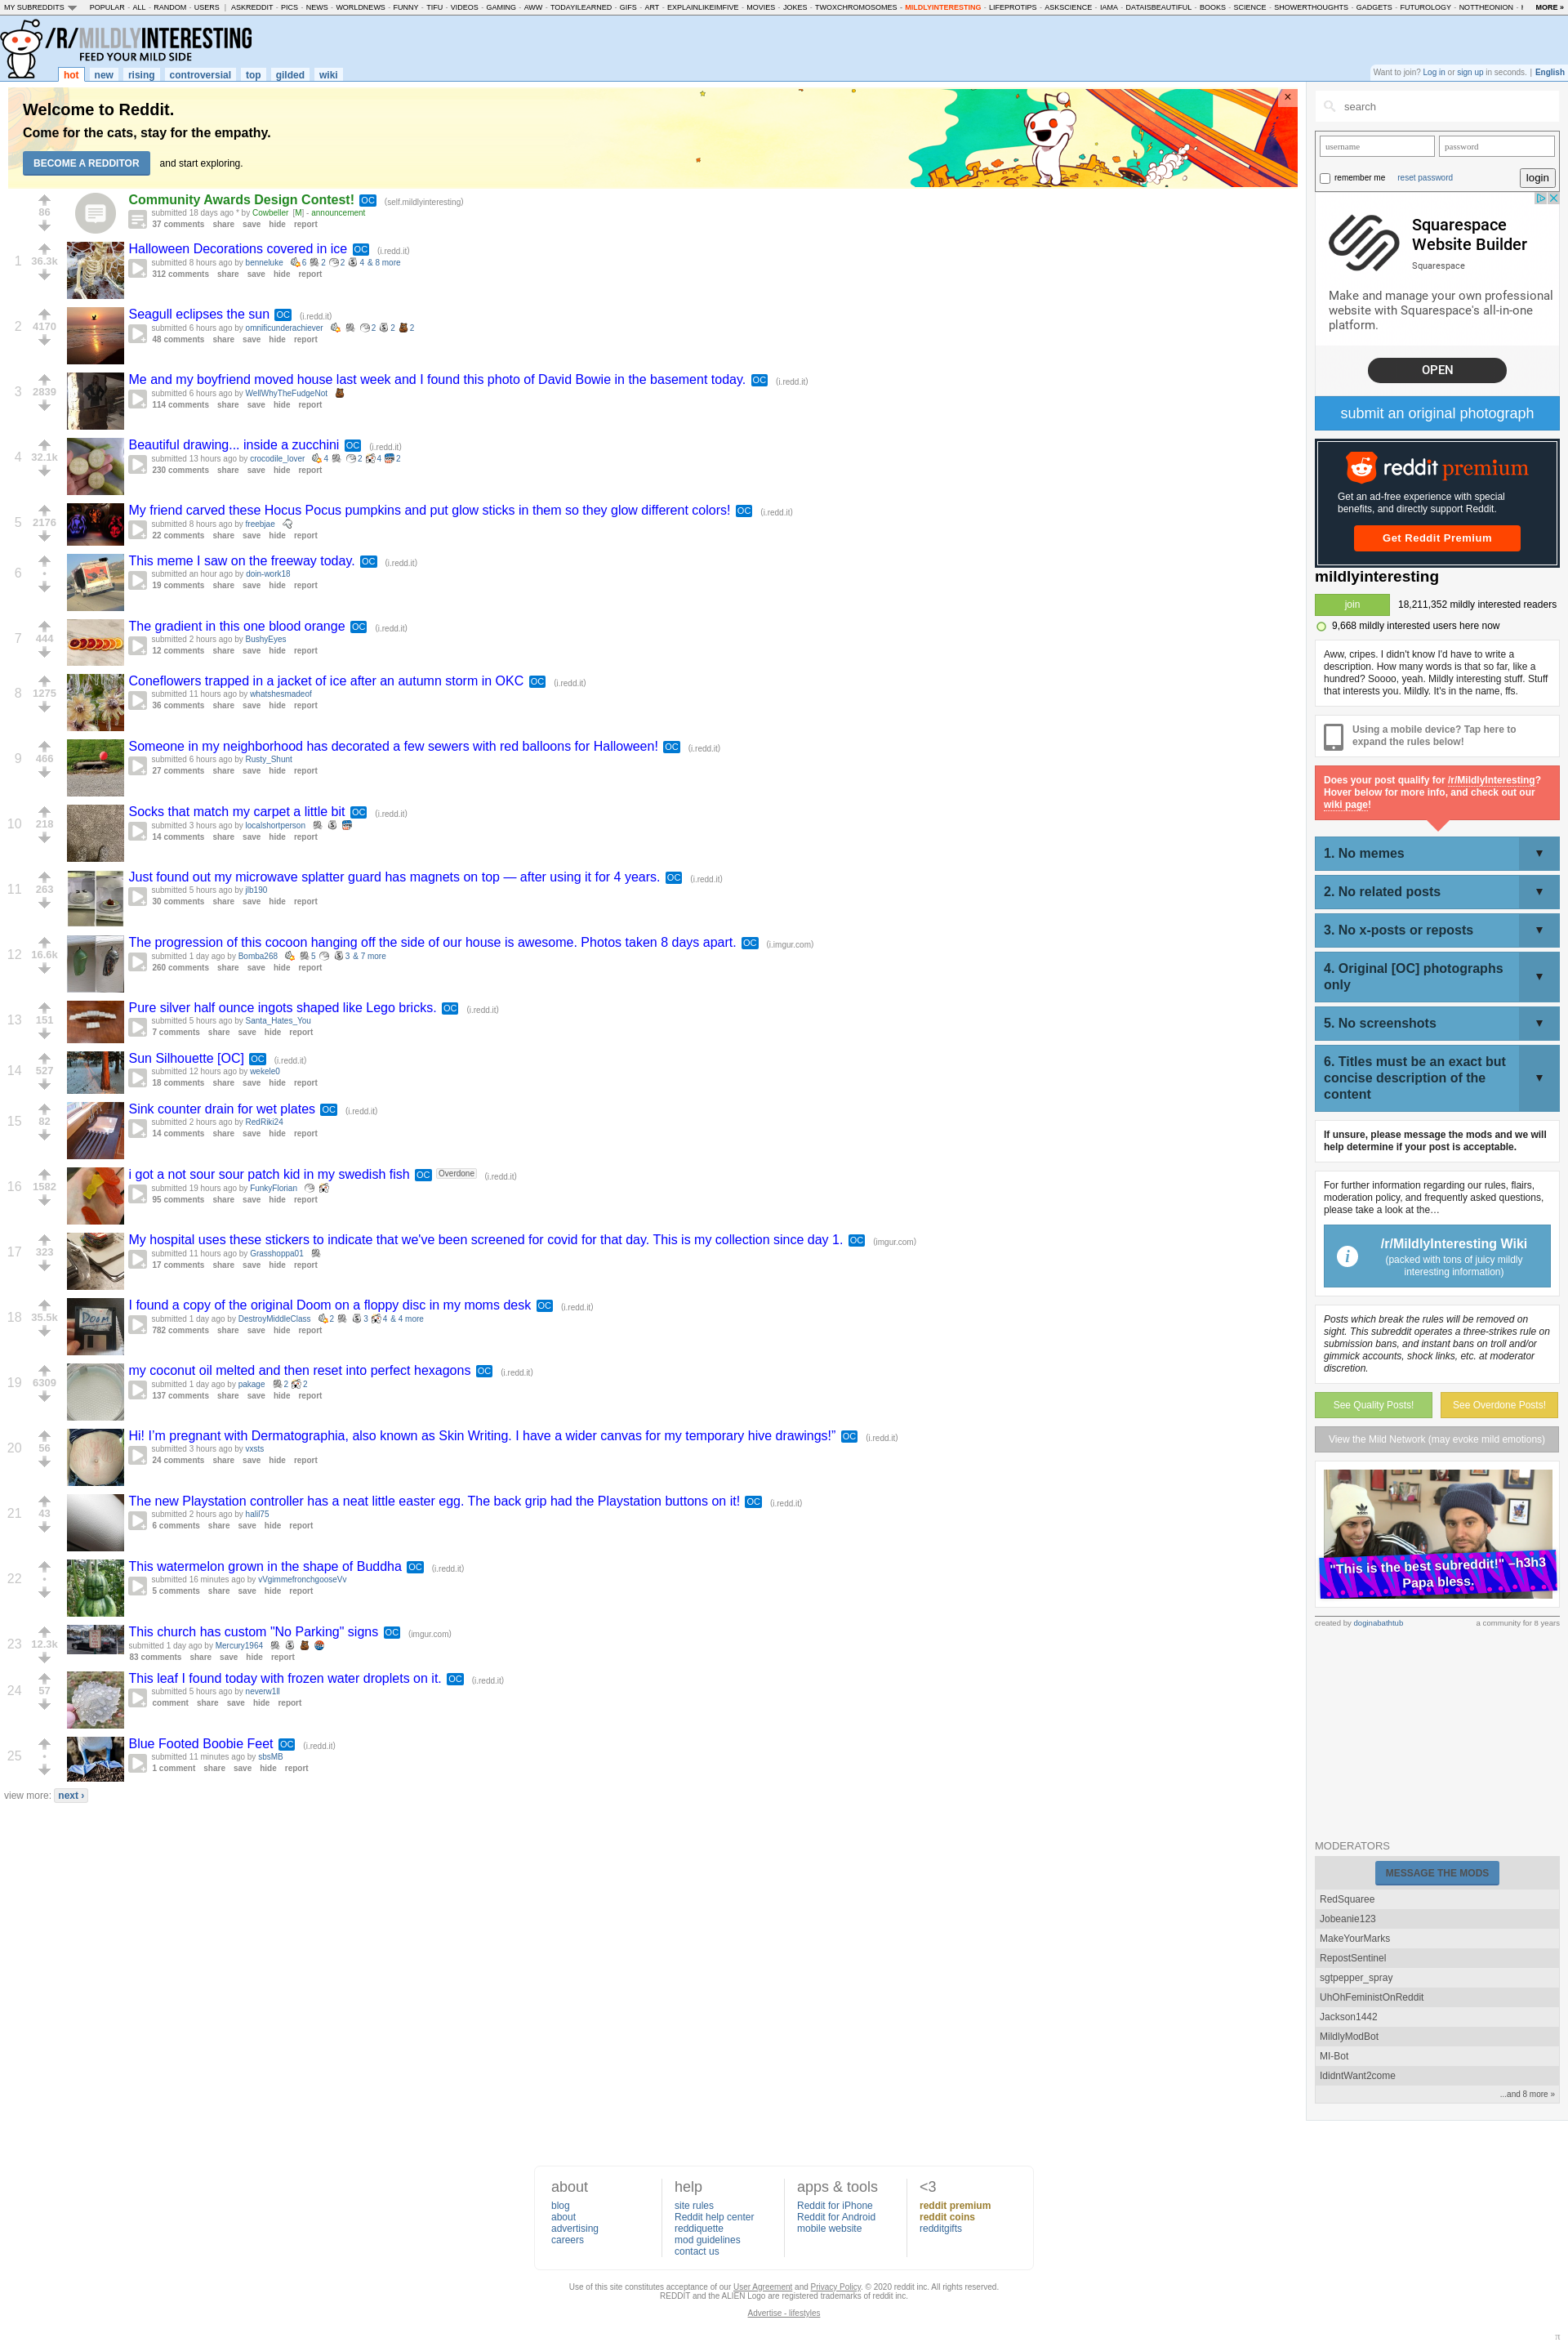 MY SUBREDDITS POPULAR - ALL - RANDOM - USERS | ASKREDDIT - PICS - NEWS - WORLDNEWS - FUNNY - TIFU - VIDEOS - GAMING - AWW - TODAYILEARNED - GIFS - ART - EXPLAINLIKEIMFIVE - MOVIES - JOKES - TWOXCHROMOSOMES - MILDLYINTERESTING - LIFEPROTIPS - ASKSCIENCE - IAMA - DATAISBEAUTIFUL - BOOKS - SCIENCE - SHOWERTHOUGHTS - GADGETS - FUTUROLOGY - NOTTHEONION - MORE »
/R/MILDLYINTERESTING
FEED YOUR MILD SIDE
hot new rising controversial top gilded wiki
Want to join? Log in or sign up in seconds. | English
Welcome to Reddit.
Come for the cats, stay for the empathy.
BECOME A REDDITOR and start exploring.
86
Community Awards Design Contest! OC (self.mildlyinteresting)
submitted 18 days ago * by Cowbeller [M] - announcement
37 comments share save hide report
1 36.3k
Halloween Decorations covered in ice OC (i.redd.it)
submitted 8 hours ago by benneluke 6 2 2 4 & 8 more
312 comments share save hide report
2 4170
Seagull eclipses the sun OC (i.redd.it)
submitted 6 hours ago by omnificunderachiever 2 2 2
48 comments share save hide report
3 2839
Me and my boyfriend moved house last week and I found this photo of David Bowie in the basement today. OC (i.redd.it)
submitted 6 hours ago by WellWhyTheFudgeNot
114 comments share save hide report
4 32.1k
Beautiful drawing... inside a zucchini OC (i.redd.it)
submitted 13 hours ago by crocodile_lover 4 2 4 2
230 comments share save hide report
5 2176
My friend carved these Hocus Pocus pumpkins and put glow sticks in them so they glow different colors! OC (i.redd.it)
submitted 8 hours ago by freebjae
22 comments share save hide report
6 •
This meme I saw on the freeway today. OC (i.redd.it)
submitted an hour ago by doin-work18
19 comments share save hide report
7 444
The gradient in this one blood orange OC (i.redd.it)
submitted 2 hours ago by BushyEyes
12 comments share save hide report
8 1275
Coneflowers trapped in a jacket of ice after an autumn storm in OKC OC (i.redd.it)
submitted 11 hours ago by whatshesmadeof
36 comments share save hide report
9 466
Someone in my neighborhood has decorated a few sewers with red balloons for Halloween! OC (i.redd.it)
submitted 6 hours ago by Rusty_Shunt
27 comments share save hide report
10 218
Socks that match my carpet a little bit OC (i.redd.it)
submitted 3 hours ago by localshortperson
14 comments share save hide report
11 263
Just found out my microwave splatter guard has magnets on top — after using it for 4 years. OC (i.redd.it)
submitted 5 hours ago by jlb190
30 comments share save hide report
12 16.6k
The progression of this cocoon hanging off the side of our house is awesome. Photos taken 8 days apart. OC (i.imgur.com)
submitted 1 day ago by Bomba268 5 3 & 7 more
260 comments share save hide report
13 151
Pure silver half ounce ingots shaped like Lego bricks. OC (i.redd.it)
submitted 5 hours ago by Santa_Hates_You
7 comments share save hide report
14 527
Sun Silhouette [OC] OC (i.redd.it)
submitted 12 hours ago by wekele0
18 comments share save hide report
15 82
Sink counter drain for wet plates OC (i.redd.it)
submitted 2 hours ago by RedRiki24
14 comments share save hide report
16 1582
i got a not sour sour patch kid in my swedish fish OC Overdone (i.redd.it)
submitted 19 hours ago by FunkyFlorian
95 comments share save hide report
17 323
My hospital uses these stickers to indicate that we've been screened for covid for that day. This is my collection since day 1. OC (imgur.com)
submitted 11 hours ago by Grasshoppa01
17 comments share save hide report
18 35.5k
I found a copy of the original Doom on a floppy disc in my moms desk OC (i.redd.it)
submitted 1 day ago by DestroyMiddleClass 2 3 4 & 4 more
782 comments share save hide report
19 6309
my coconut oil melted and then reset into perfect hexagons OC (i.redd.it)
submitted 1 day ago by pakage 2 2
137 comments share save hide report
20 56
Hi! I'm pregnant with Dermatographia, also known as Skin Writing. I have a wider canvas for my temporary hive drawings!" OC (i.redd.it)
submitted 3 hours ago by vxsts
24 comments share save hide report
21 43
The new Playstation controller has a neat little easter egg. The back grip had the Playstation buttons on it! OC (i.redd.it)
submitted 2 hours ago by halil75
6 comments share save hide report
22 •
This watermelon grown in the shape of Buddha OC (i.redd.it)
submitted 16 minutes ago by vVgimmefronchgooseVv
5 comments share save hide report
23 12.3k
This church has custom "No Parking" signs OC (imgur.com)
submitted 1 day ago by Mercury1964
83 comments share save hide report
24 57
This leaf I found today with frozen water droplets on it. OC (i.redd.it)
submitted 5 hours ago by neverw1ll
comment share save hide report
25 •
Blue Footed Boobie Feet OC (i.redd.it)
submitted 11 minutes ago by sbsMB
1 comment share save hide report
view more: next ›
search
username password
remember me reset password login
Squarespace
Website Builder
Squarespace
Make and manage your own professional
website with Squarespace's all-in-one
platform.
OPEN
submit an original photograph
reddit premium
Get an ad-free experience with special
benefits, and directly support Reddit.
Get Reddit Premium
mildlyinteresting
join 18,211,352 mildly interested readers
9,668 mildly interested users here now
Aww, cripes. I didn't know I'd have to write a
description. How many words is that so far, like a
hundred? Soooo, yeah. Mildly interesting stuff. Stuff
that interests you. Mildly. It's in the name, ffs.
Using a mobile device? Tap here to
expand the rules below!
Does your post qualify for /r/MildlyInteresting?
Hover below for more info, and check out our
wiki page!
1. No memes ▼
2. No related posts ▼
3. No x-posts or reposts ▼
4. Original [OC] photographs
only ▼
5. No screenshots ▼
6. Titles must be an exact but
concise description of the
content ▼
If unsure, please message the mods and we will
help determine if your post is acceptable.
For further information regarding our rules, flairs,
moderation policy, and frequently asked questions,
please take a look at the…
/r/MildlyInteresting Wiki
(packed with tons of juicy mildly
interesting information)
Posts which break the rules will be removed on
sight. This subreddit operates a three-strikes rule on
submission bans, and instant bans on troll and/or
gimmick accounts, shock links, etc. at moderator
discretion.
See Quality Posts! See Overdone Posts!
View the Mild Network (may evoke mild emotions)
"This is the best subreddit!" –h3h3
Papa bless.
created by doginabathtub a community for 8 years
MODERATORS
MESSAGE THE MODS
RedSquaree
Jobeanie123
MakeYourMarks
RepostSentinel
sgtpepper_spray
UhOhFeministOnReddit
Jackson1442
MildlyModBot
MI-Bot
IdidntWant2come
...and 8 more »
about
blog
about
advertising
careers
help
site rules
Reddit help center
reddiquette
mod guidelines
contact us
apps & tools
Reddit for iPhone
Reddit for Android
mobile website
<3
reddit premium
reddit coins
redditgifts
Use of this site constitutes acceptance of our User Agreement and Privacy Policy. © 2020 reddit inc. All rights reserved.
REDDIT and the ALIEN Logo are registered trademarks of reddit inc.
Advertise - lifestyles
π